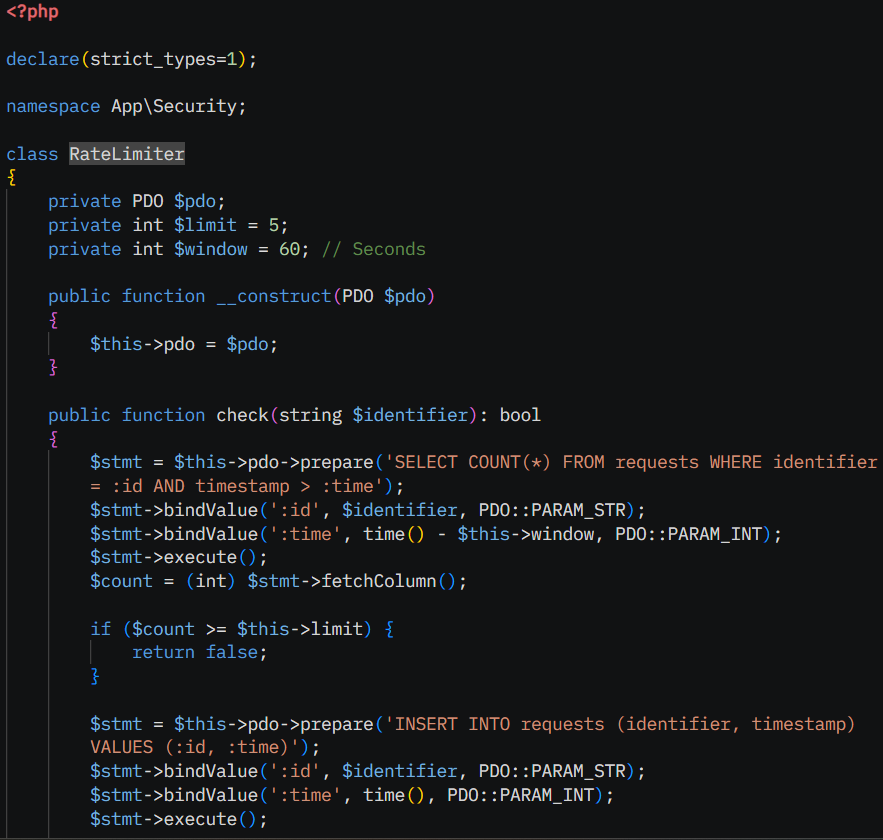 <?php
declare(strict_types=1);
namespace App\Security;
class RateLimiter
{
    private PDO $pdo;
    private int $limit = 5;
    private int $window = 60; // Seconds
    public function __construct(PDO $pdo)
    {
        $this->pdo = $pdo;
    }
    public function check(string $identifier): bool
    {
        $stmt = $this->pdo->prepare('SELECT COUNT(*) FROM requests WHERE identifier
        = :id AND timestamp > :time');
        $stmt->bindValue(':id', $identifier, PDO::PARAM_STR);
        $stmt->bindValue(':time', time() - $this->window, PDO::PARAM_INT);
        $stmt->execute();
        $count = (int) $stmt->fetchColumn();
        if ($count >= $this->limit) {
            return false;
        }
        $stmt = $this->pdo->prepare('INSERT INTO requests (identifier, timestamp)
        VALUES (:id, :time)');
        $stmt->bindValue(':id', $identifier, PDO::PARAM_STR);
        $stmt->bindValue(':time', time(), PDO::PARAM_INT);
        $stmt->execute();